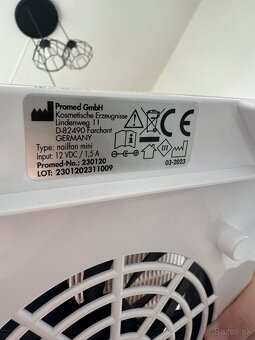 Promed GmbH
Kosmetische Erzeugnisse
Lindenweg 11
D-82490 Farchant
GERMANY
Type: nailfan mini
Input: 12 VDC / 1,5 A
Promed-No.: 230120
LOT: 2301202311009
CE
03-2023
Bazos.sk